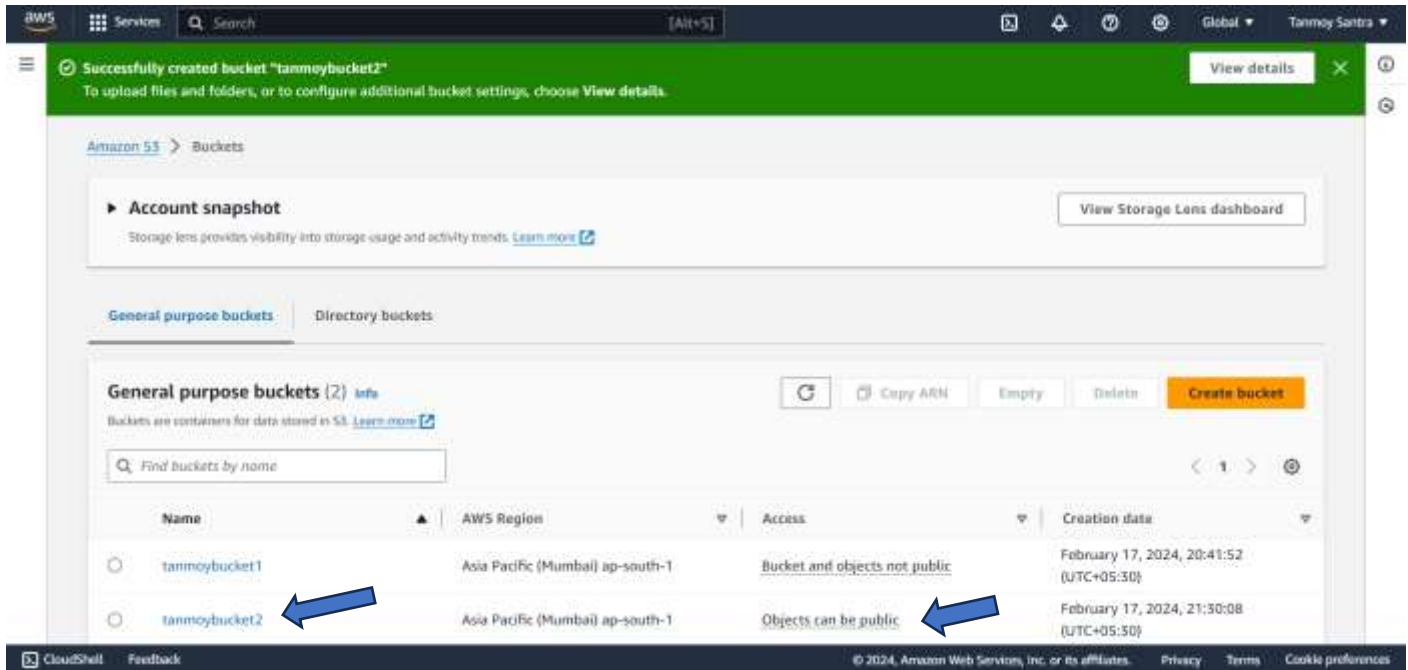 aws
Services
Search
[Alt+S]
Global
Tanmoy Santra
Successfully created bucket "tanmoybucket2"
To upload files and folders, or to configure additional bucket settings, choose View details.
View details
Amazon S3 > Buckets
Account snapshot
View Storage Lens dashboard
Storage lens provides visibility into storage usage and activity trends. Learn more
General purpose buckets
Directory buckets
General purpose buckets (2) Info
Copy ARN
Empty
Delete
Create bucket
Buckets are containers for data stored in S3. Learn more
Find buckets by name
< 1 >
Name
AWS Region
Access
Creation date
tanmoybucket1
Asia Pacific (Mumbai) ap-south-1
Bucket and objects not public
February 17, 2024, 20:41:52
(UTC+05:30)
tanmoybucket2
Asia Pacific (Mumbai) ap-south-1
Objects can be public
February 17, 2024, 21:30:08
(UTC+05:30)
CloudShell
Feedback
© 2024, Amazon Web Services, Inc. or its affiliates.
Privacy
Terms
Cookie preferences